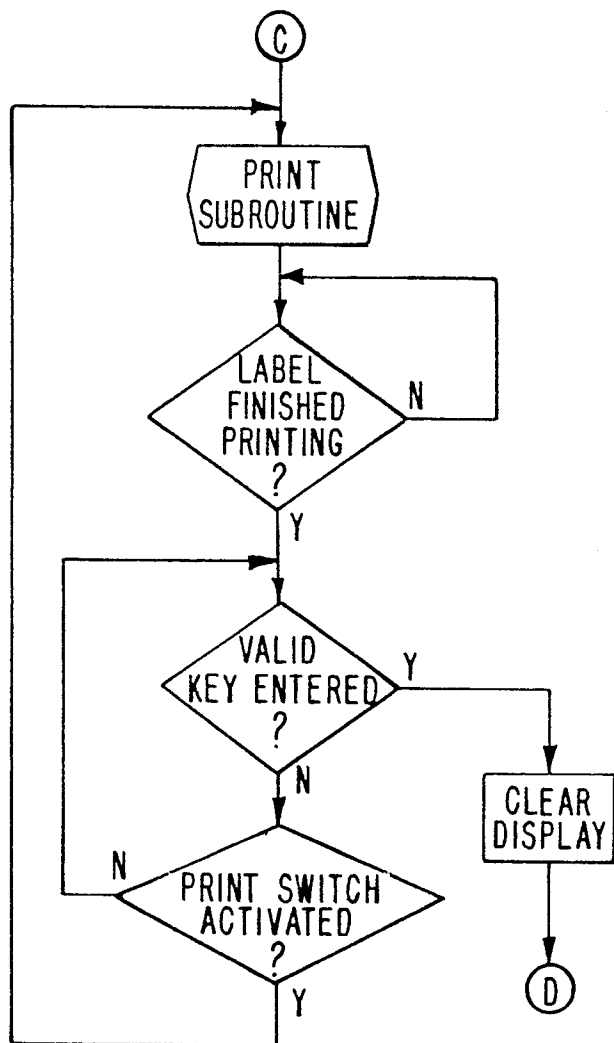 C
PRINT
SUBROUTINE
LABEL
FINISHED
PRINTING
?
N
Y
VALID
KEY ENTERED
?
Y
N
CLEAR
DISPLAY
N
PRINT SWITCH
ACTIVATED
?
Y
D